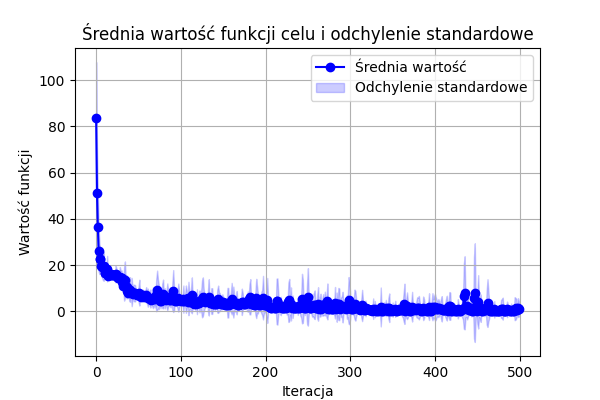 Średnia wartość funkcji celu i odchylenie standardowe
Średnia wartość
Odchylenie standardowe
Wartość funkcji
100
80
60
40
20
0
0 100 200 300 400 500
Iteracja